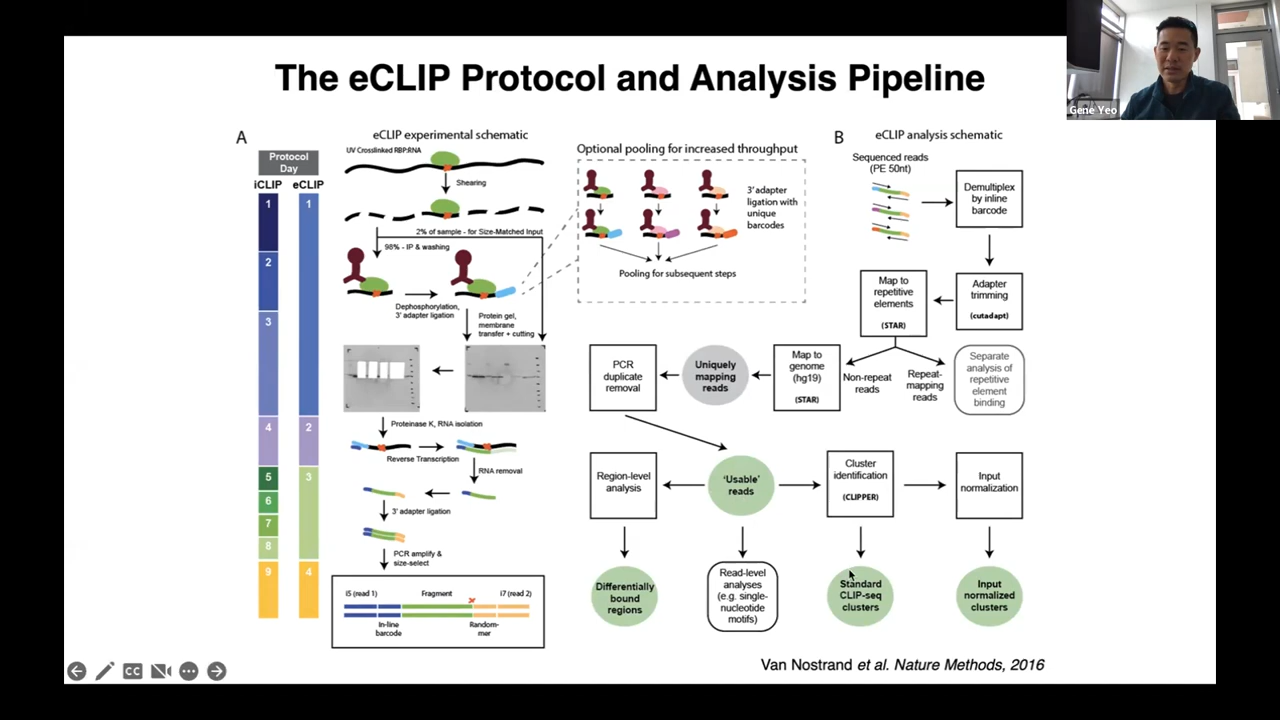 The eCLIP Protocol and Analysis Pipeline
Gene Yeo
A
Protocol
Day
iCLIP eCLIP
1
2
3
4
5
6
7
8
9
1
2
3
4
eCLIP experimental schematic
UV Crosslinked RBP:RNA
Shearing
2% of sample - for Size-Matched Input
98% - IP & washing
Dephosphorylation,
3' adapter ligation
Protein gel,
membrane
transfer + cutting
Proteinase K, RNA isolation
Reverse Transcription
RNA removal
3' adapter ligation
PCR amplify &
size-select
i5 (read 1)
Fragment
i7 (read 2)
In-line
barcode
Random-
mer
Optional pooling for increased throughput
3' adapter
ligation with
unique
barcodes
Pooling for subsequent steps
B
eCLIP analysis schematic
Sequenced reads
(PE 50nt)
Demultiplex
by inline
barcode
Adapter
trimming
(cutadapt)
Map to
repetitive
elements
(STAR)
Non-repeat
reads
Repeat-
mapping
reads
Separate
analysis of
repetitive
element
binding
Map to
genome
(hg19)
(STAR)
Uniquely
mapping
reads
PCR
duplicate
removal
Region-level
analysis
'Usable'
reads
Cluster
identification
(CLIPPER)
Input
normalization
Differentially
bound
regions
Read-level
analyses
(e.g. single-
nucleotide
motifs)
Standard
CLIP-seq
clusters
Input
normalized
clusters
Van Nostrand et al. Nature Methods, 2016
CC